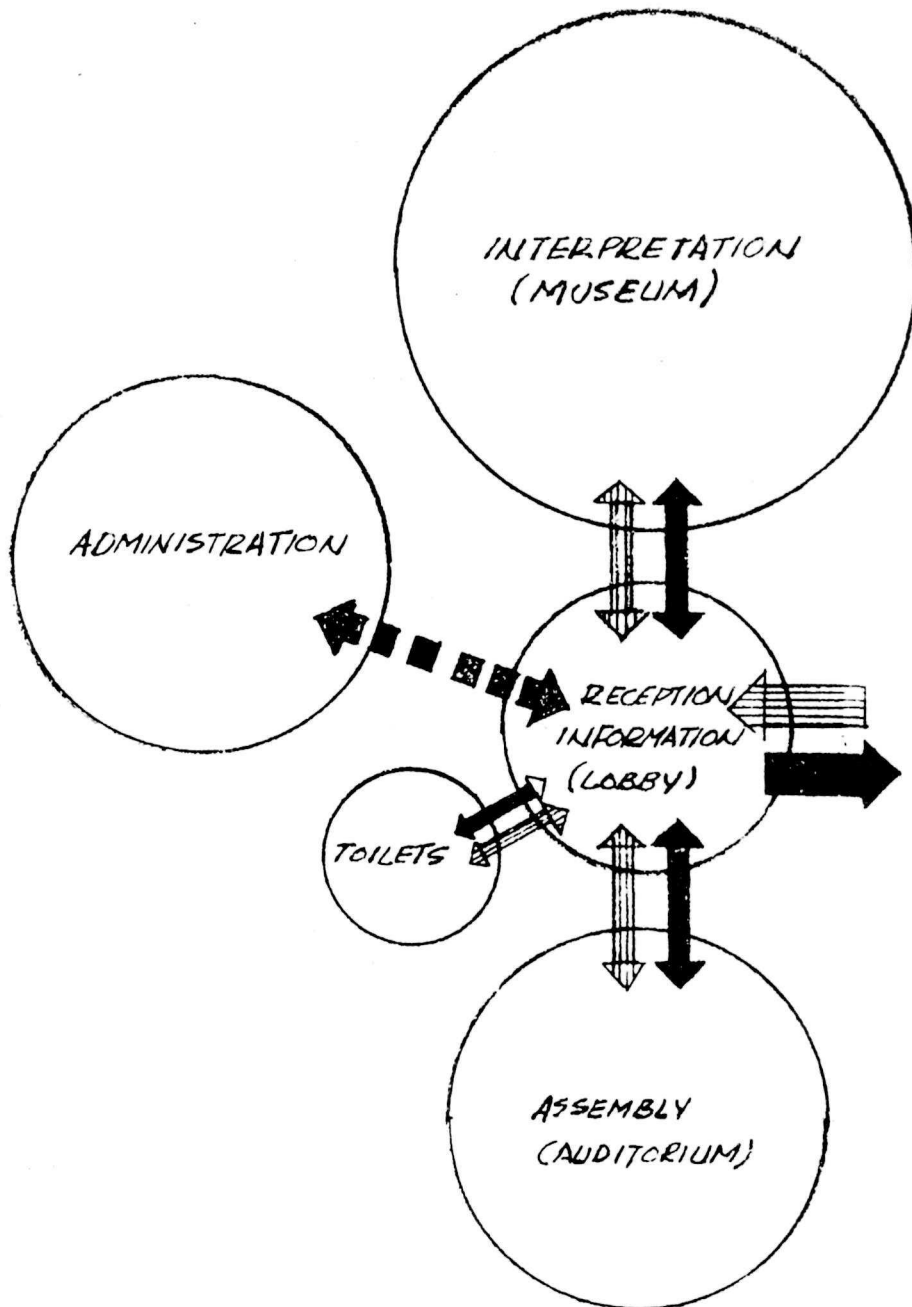 INTERPRETATION
(MUSEUM)
ADMINISTRATION
RECEPTION
INFORMATION
(LOBBY)
TOILETS
ASSEMBLY
(AUDITORIUM)